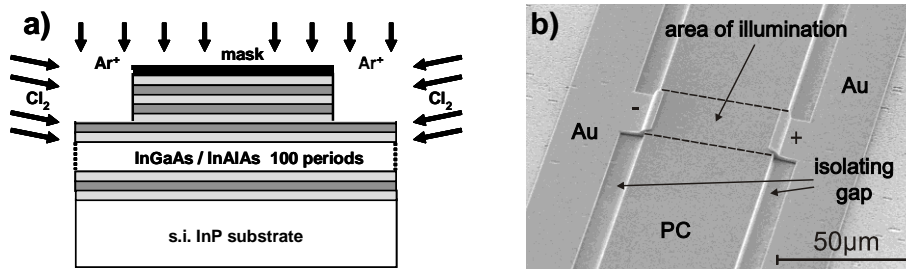 a)
Ar⁺
mask
Ar⁺
Cl₂
Cl₂
InGaAs / InAlAs 100 periods
s.i. InP substrate
b)
area of illumination
Au
-
Au
+
isolating
gap
PC
50µm